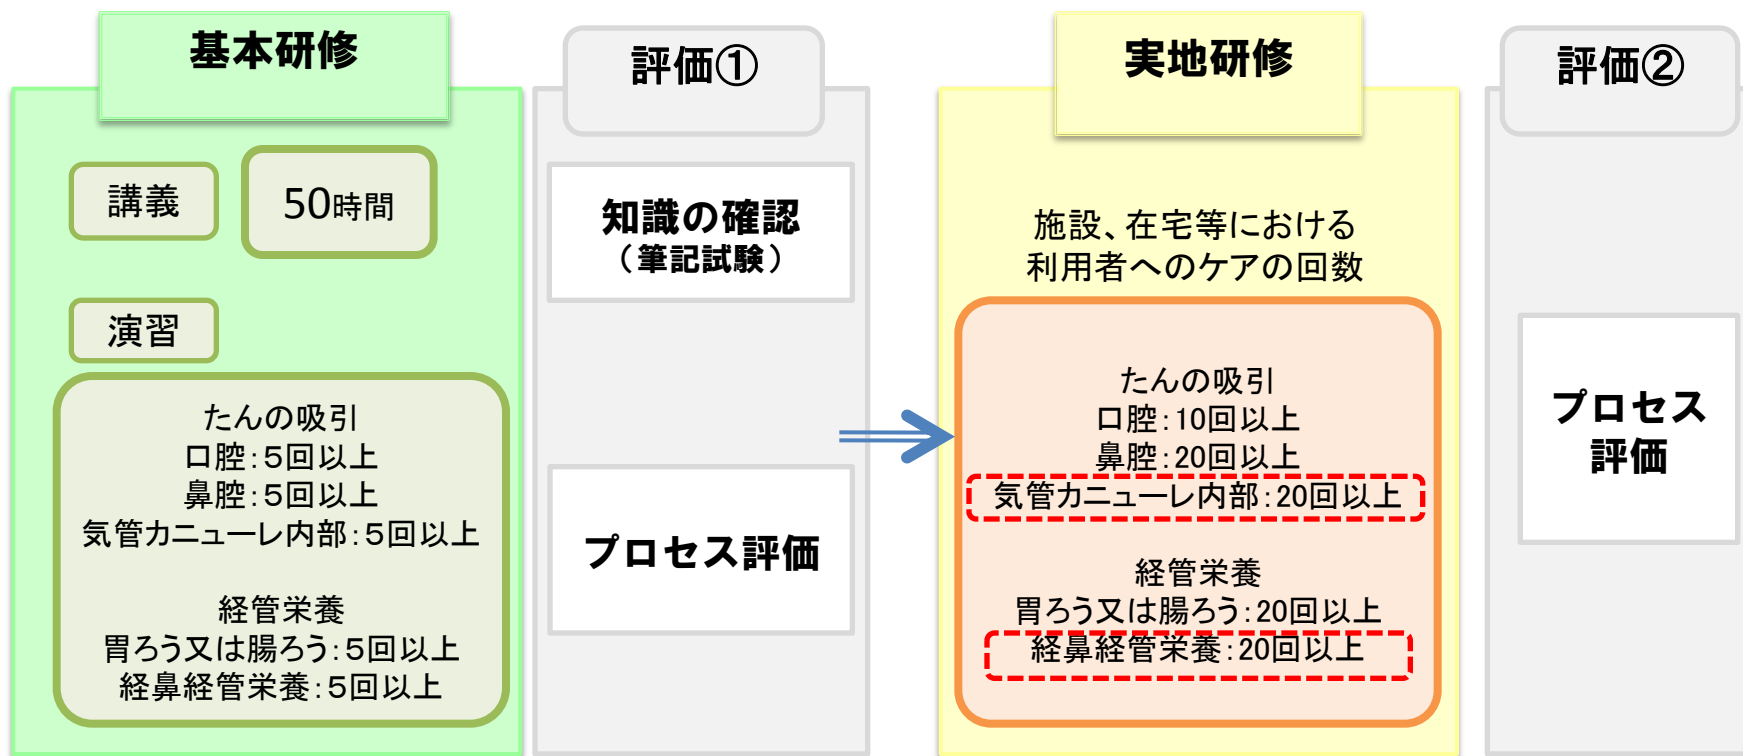 基本研修
講義
50時間
演習
たんの吸引
口腔：５回以上
鼻腔：５回以上
気管カニューレ内部：５回以上
経管栄養
胃ろう又は腸ろう：５回以上
経鼻経管栄養：５回以上
評価①
知識の確認
（筆記試験）
プロセス評価
実地研修
施設、在宅等における
利用者へのケアの回数
たんの吸引
口腔：10回以上
鼻腔：20回以上
気管カニューレ内部：20回以上
経管栄養
胃ろう又は腸ろう：20回以上
経鼻経管栄養：20回以上
評価②
プロセス
評価